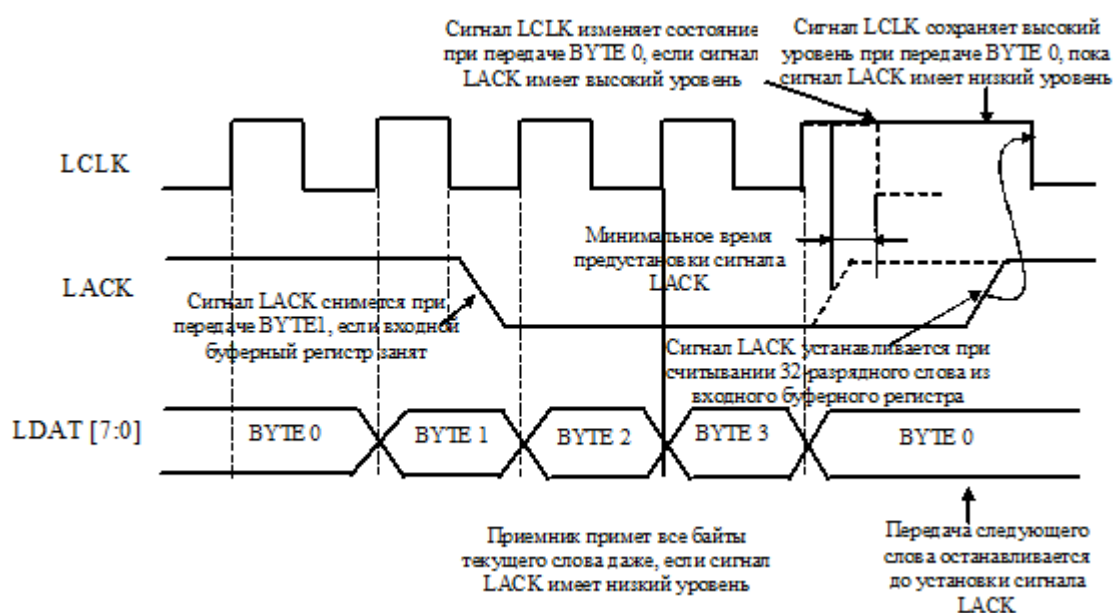 Сигнал LCLK изменяет состояние
при передаче BYTE 0, если сигнал
LACK имеет высокий уровень
Сигнал LCLK сохраняет высокий
уровень при передаче BYTE 0, пока
сигнал LACK имеет низкий уровень
LCLK
Минимальное время
предустановки сигнала
LACK
LACK
Сигнал LACK снимется при
передаче BYTE1, если входной
буферный регистр занят
Сигнал LACK устанавливается при
считывании 32-разрядного слова из
входного буферного регистра
LDAT [7:0]
BYTE 0
BYTE 1
BYTE 2
BYTE 3
BYTE 0
Приемник примет все байты
текущего слова даже, если сигнал
LACK имеет низкий уровень
Передача следующего
слова останавливается
до установки сигнала
LACK